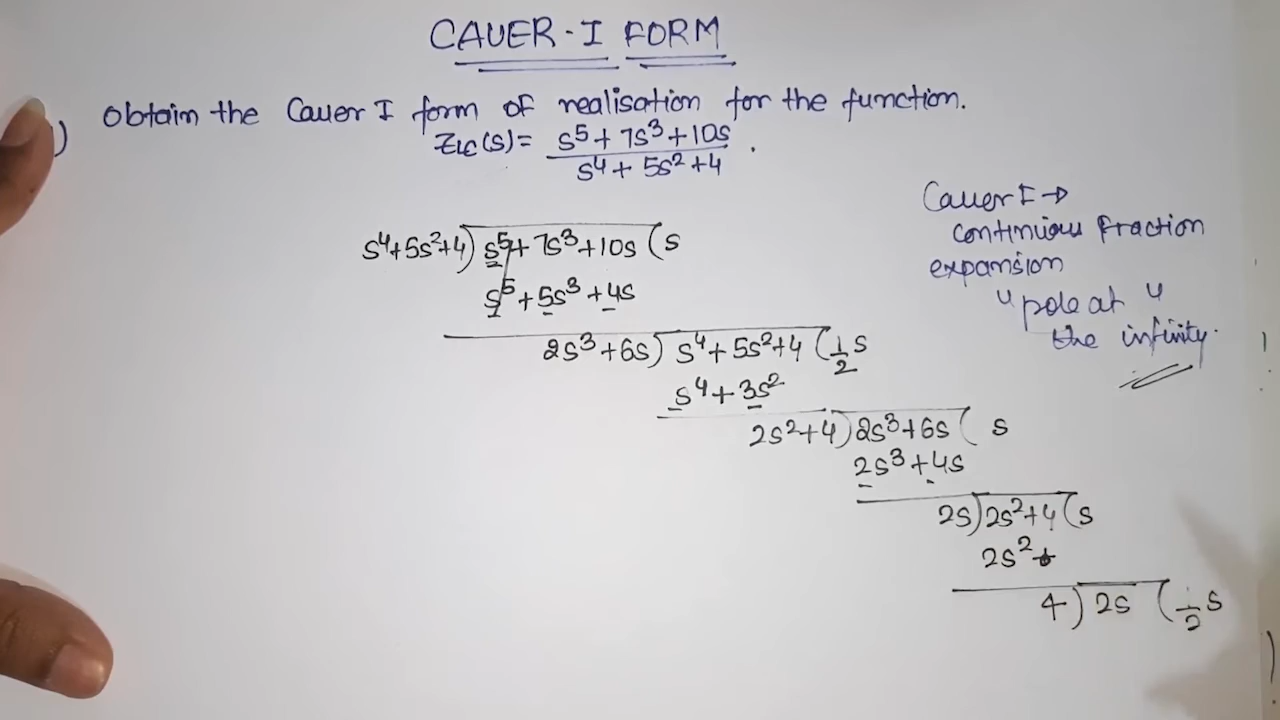 CAUER-I FORM
) Obtain the Cauer I form of realisation for the function.
ZLC(s) = s⁵+7s³+10s / s⁴+5s²+4 .
Cauer I →
continious fraction
expansion
"pole at"
the infinity.
s⁴+5s²+4) s⁵+7s³+10s (s
s⁵+5s³+4s
2s³+6s) s⁴+5s²+4 (1/2 s
s⁴+3s²
2s²+4) 2s³+6s ( s
2s³+4s
2s) 2s²+4 (s
2s²
4) 2s (1/2 s